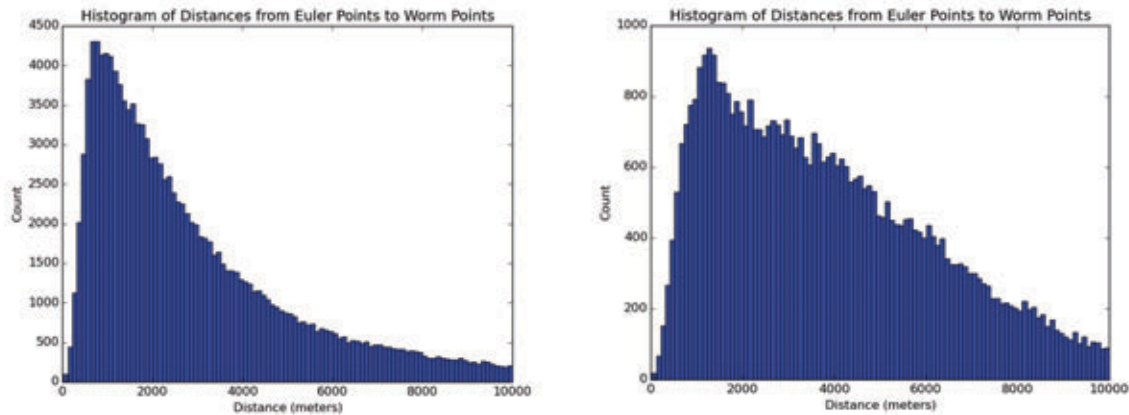 Histogram of Distances from Euler Points to Worm Points
4500
4000
3500
3000
2500
2000
1500
1000
500
0
Count
0 2000 4000 6000 8000 10000
Distance (meters)
Histogram of Distances from Euler Points to Worm Points
1000
800
600
400
200
0
Count
0 2000 4000 6000 8000 10000
Distance (meters)